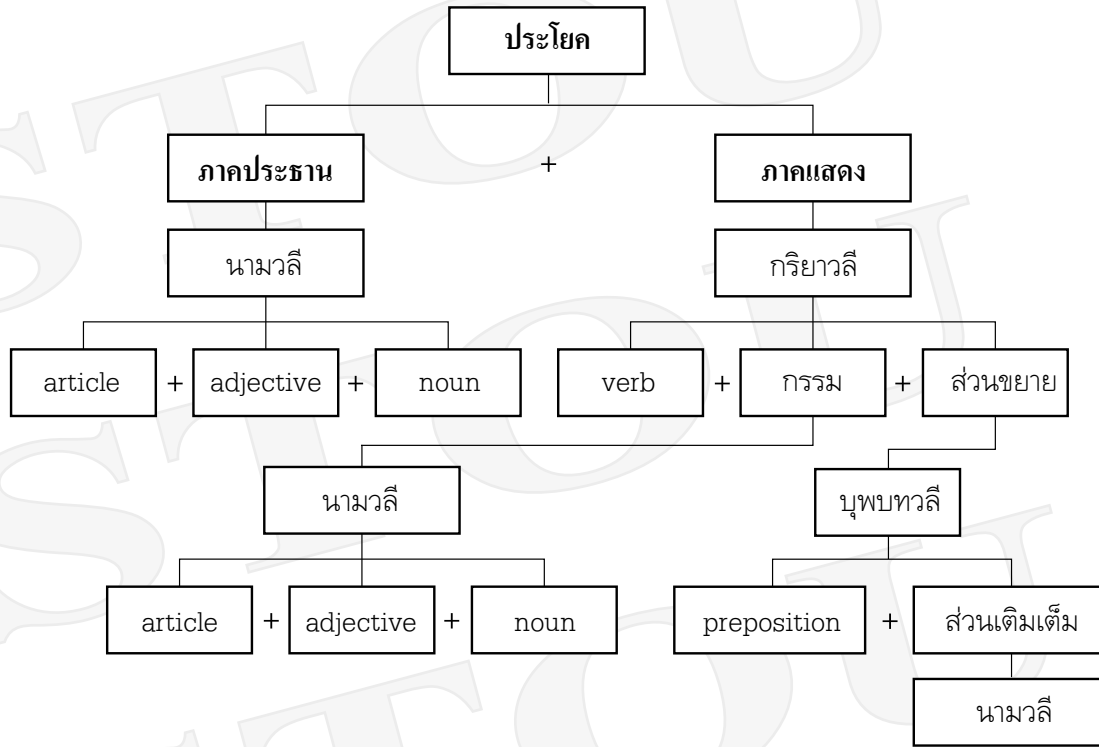 ประโยค
ภาคประธาน + ภาคแสดง
นามวลี กริยาวลี
article + adjective + noun verb + กรรม + ส่วนขยาย
นามวลี บุพบทวลี
article + adjective + noun preposition + ส่วนเติมเต็ม
นามวลี
STOU
STOU
STOU